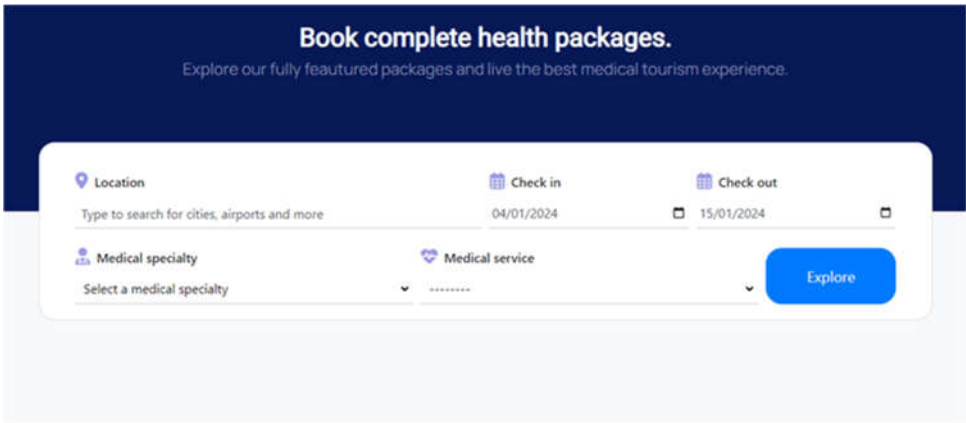 Book complete health packages.
Explore our fully feautured packages and live the best medical tourism experience.
Location
Check in
Check out
Type to search for cities, airports and more
04/01/2024
15/01/2024
Medical specialty
Medical service
Explore
Select a medical specialty
--------